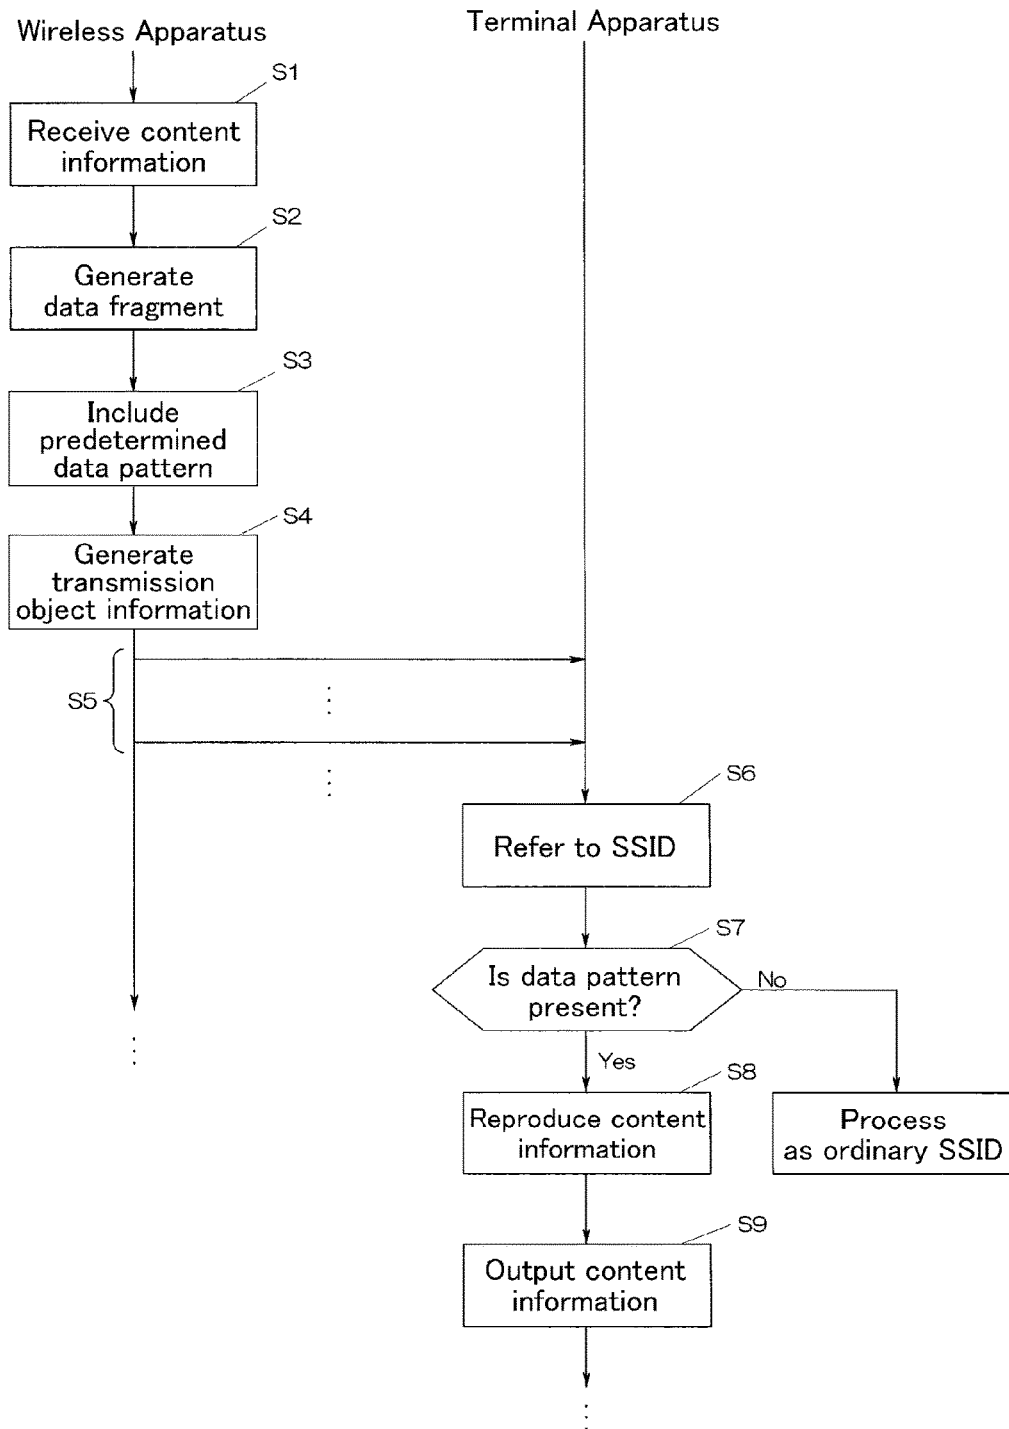 Wireless Apparatus
Terminal Apparatus
S1
Receive content
information
S2
Generate
data fragment
S3
Include
predetermined
data pattern
S4
Generate
transmission
object information
S5
S6
Refer to SSID
S7
Is data pattern
present?
No
Yes
S8
Reproduce content
information
Process
as ordinary SSID
S9
Output content
information